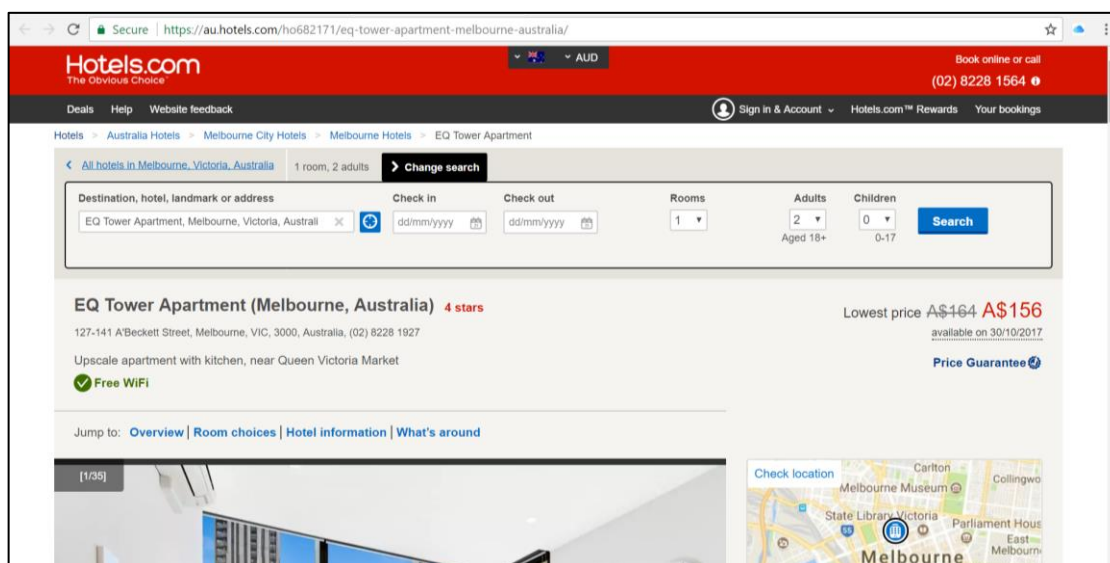 Secure | https://au.hotels.com/ho682171/eq-tower-apartment-melbourne-australia/
Hotels.com
The Obvious Choice™
AUD
Book online or call
(02) 8228 1564
Deals Help Website feedback
Sign in & Account Hotels.com™ Rewards Your bookings
Hotels > Australia Hotels > Melbourne City Hotels > Melbourne Hotels > EQ Tower Apartment
All hotels in Melbourne, Victoria, Australia 1 room, 2 adults Change search
Destination, hotel, landmark or address Check in Check out Rooms Adults Children
EQ Tower Apartment, Melbourne, Victoria, Australi dd/mm/yyyy dd/mm/yyyy 1 2 0 Search
Aged 18+ 0-17
EQ Tower Apartment (Melbourne, Australia) 4 stars
Lowest price A$164 A$156
127-141 A'Beckett Street, Melbourne, VIC, 3000, Australia, (02) 8228 1927
available on 30/10/2017
Upscale apartment with kitchen, near Queen Victoria Market
Price Guarantee
Free WiFi
Jump to: Overview | Room choices | Hotel information | What's around
[1/35]
Check location
Carlton
Collingwo
Melbourne Museum
State Library Victoria
Parliament Hous
55
East
Melbourn
Melbourne